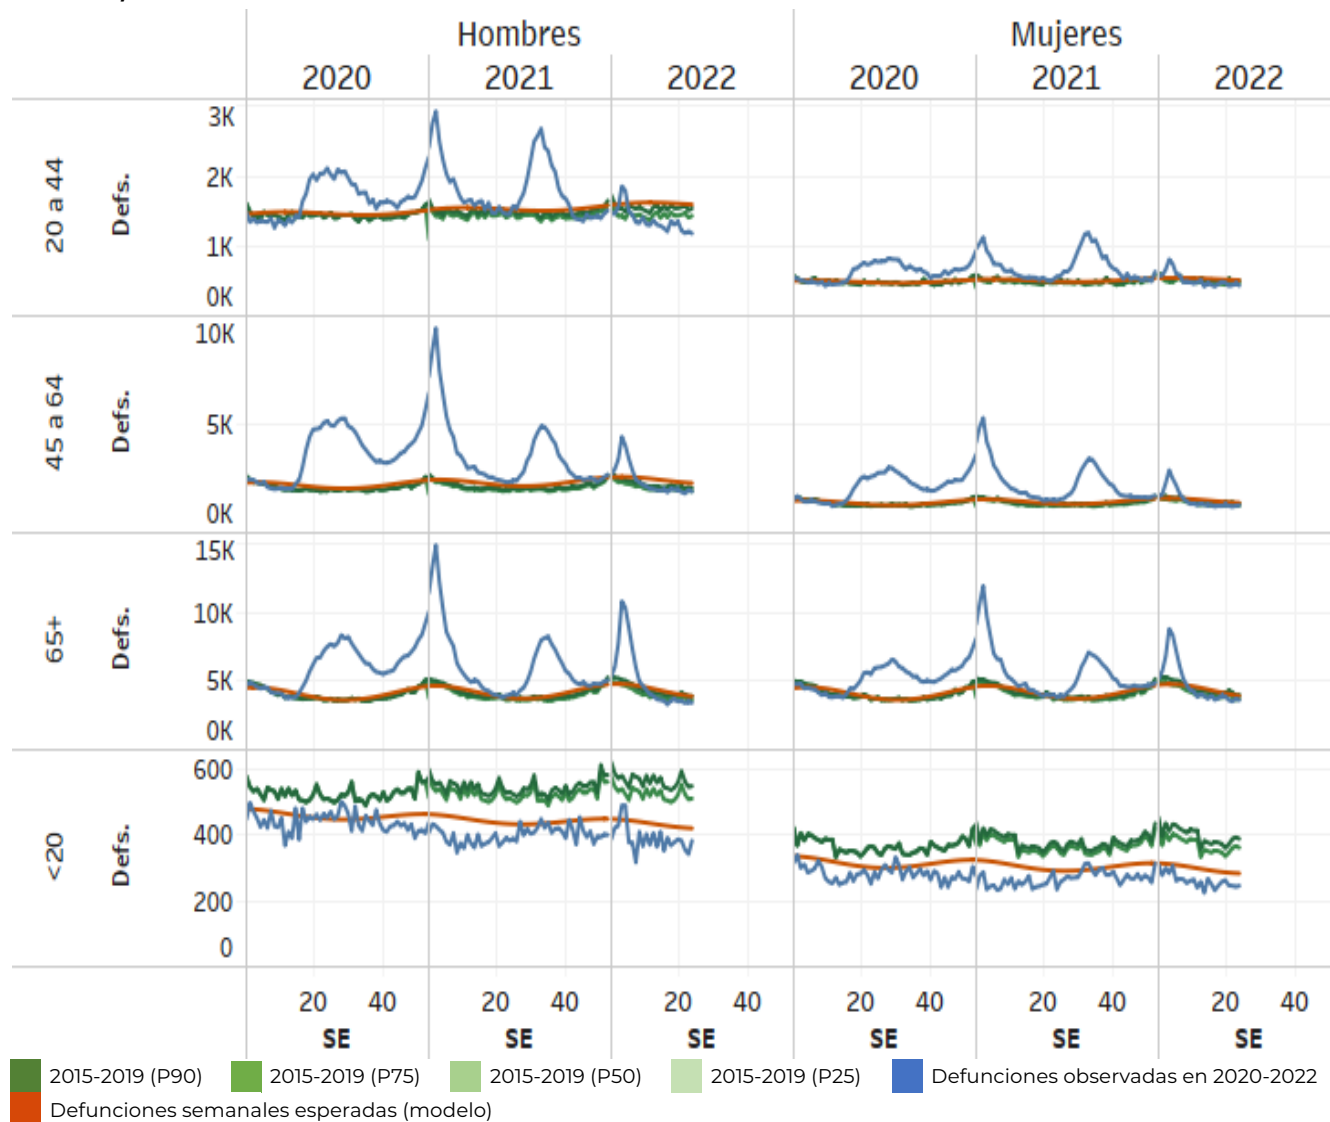 Hombres Mujeres
2020 2021 2022 2020 2021 2022
20 a 44 Defs. 3K
2K
1K
0K
45 a 64 Defs. 10K
5K
0K
65+ Defs. 15K
10K
5K
0K
<20 Defs. 600
400
200
0
20 40 20 40 20 40 20 40 20 40 20 40
SE SE SE SE SE SE
2015-2019 (P90) 2015-2019 (P75) 2015-2019 (P50) 2015-2019 (P25) Defunciones observadas en 2020-2022
Defunciones semanales esperadas (modelo)